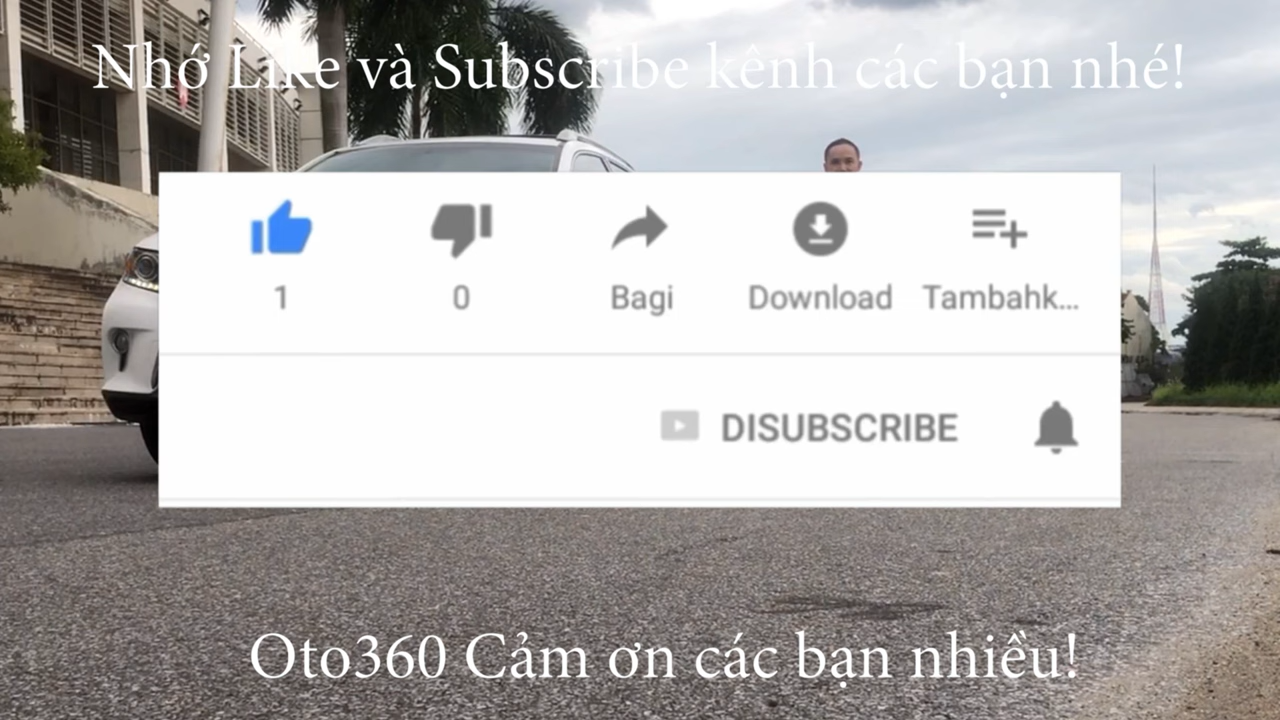 Nhớ Like và Subscribe kênh các bạn nhé!
1 0 Bagi Download Tambahk...
DISUBSCRIBE
Oto360 Cảm ơn các bạn nhiều!